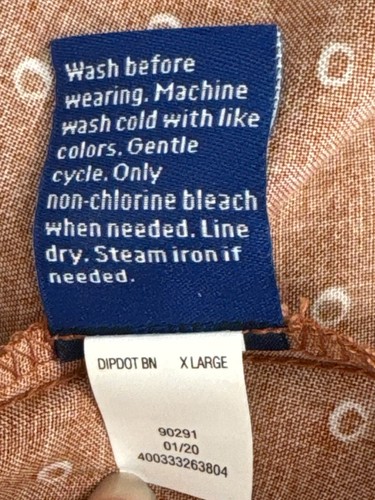 Wash before
wearing. Machine
wash cold with like
colors. Gentle
cycle. Only
non-chlorine bleach
when needed. Line
dry. Steam iron if
needed.
DIPDOT BN X LARGE
90291
01/20
400333263804